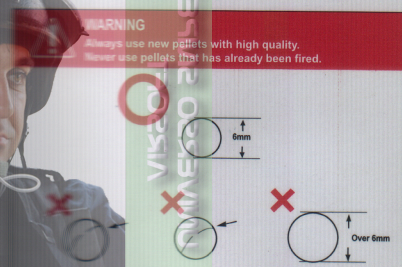 WARNING
Always use new pellets with high quality.
Never use pellets that has already been fired.
6mm
Over 6mm